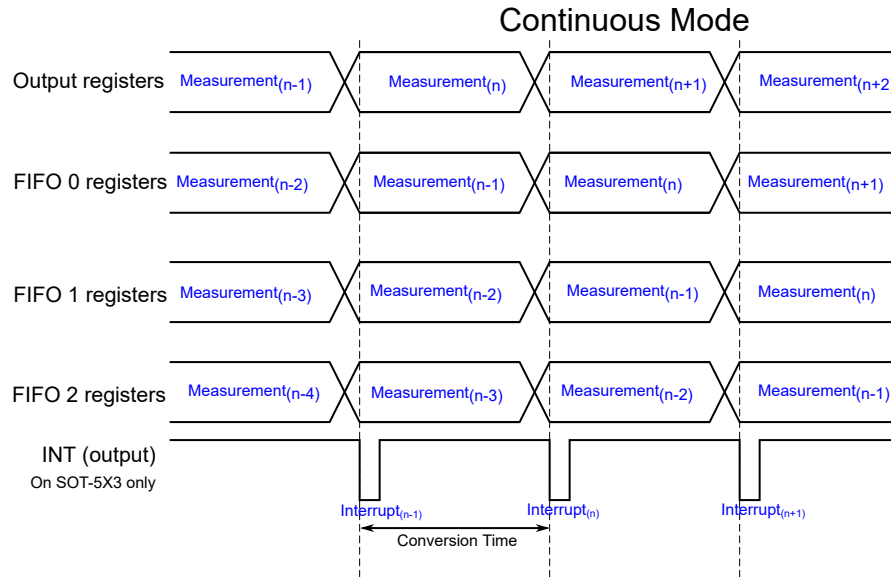 Continuous Mode
Output registers
Measurement(n-1)
Measurement(n)
Measurement(n+1)
Measurement(n+2)
FIFO 0 registers
Measurement(n-2)
Measurement(n-1)
Measurement(n)
Measurement(n+1)
FIFO 1 registers
Measurement(n-3)
Measurement(n-2)
Measurement(n-1)
Measurement(n)
FIFO 2 registers
Measurement(n-4)
Measurement(n-3)
Measurement(n-2)
Measurement(n-1)
INT (output)
On SOT-5X3 only
Interrupt(n-1)
Interrupt(n)
Interrupt(n+1)
Conversion Time